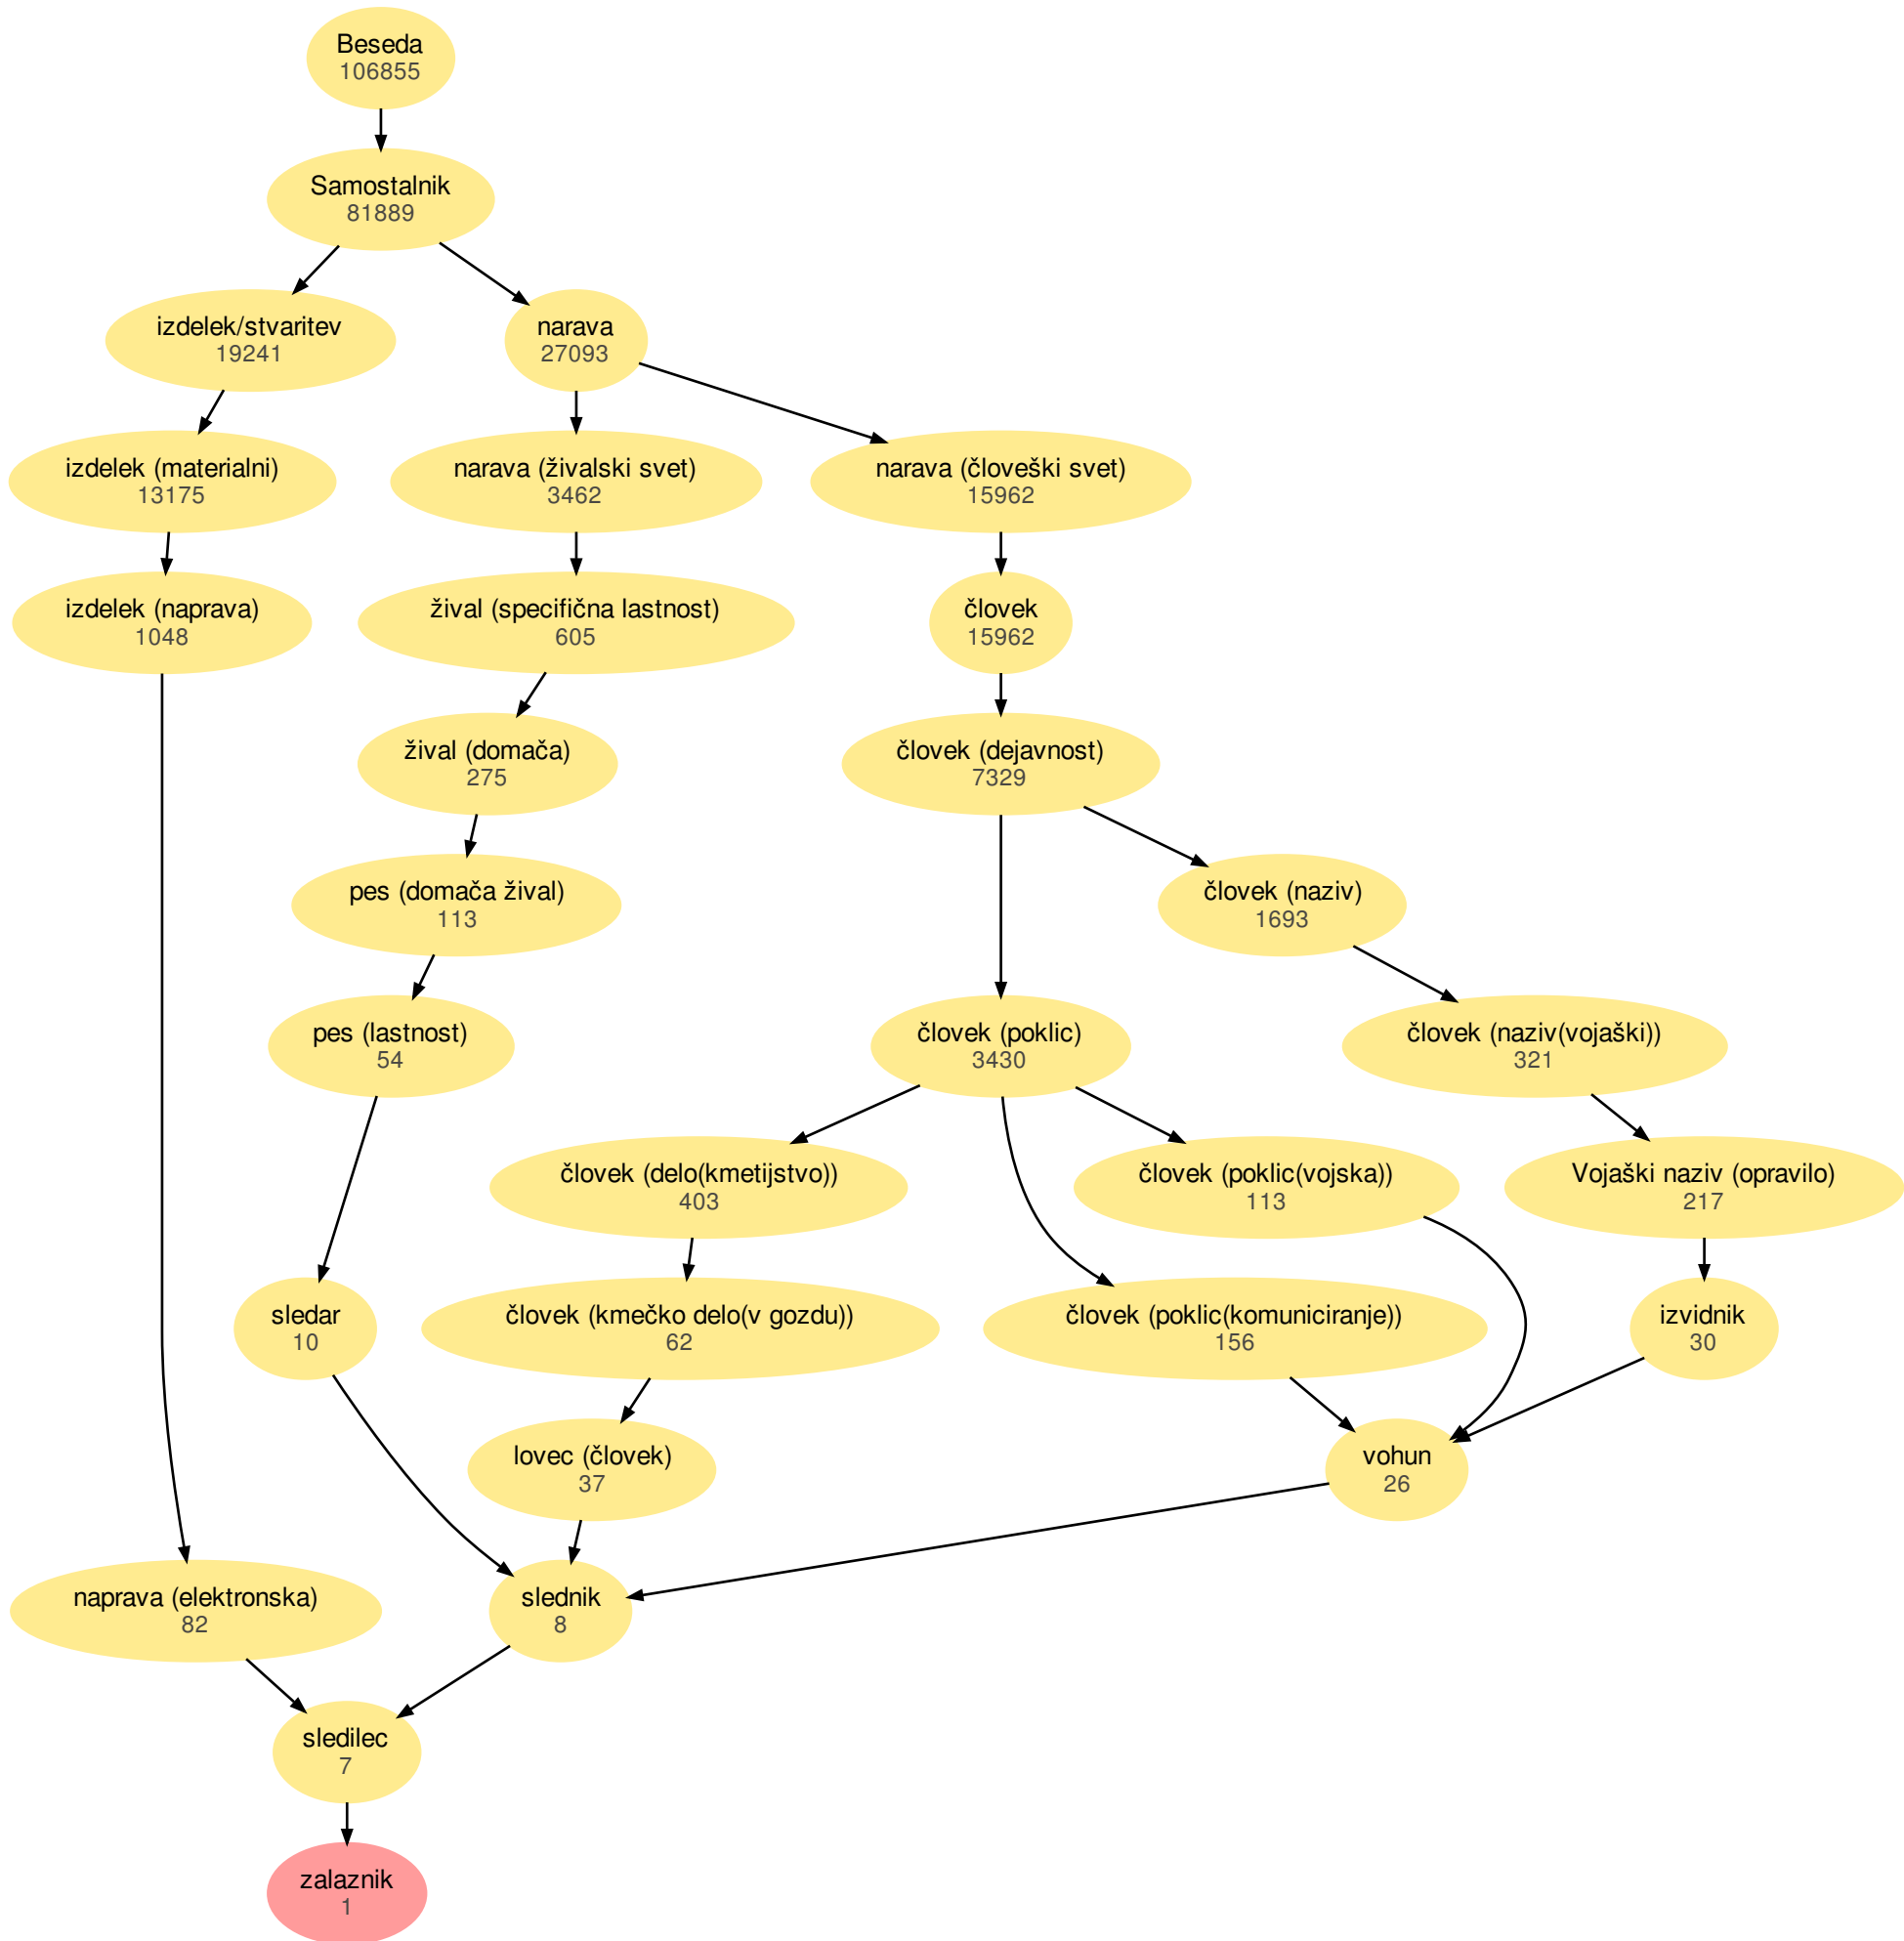 Beseda
106855
Samostalnik
81889
izdelek/stvaritev
19241
narava
27093
izdelek (materialni)
13175
narava (živalski svet)
3462
narava (človeški svet)
15962
izdelek (naprava)
1048
žival (specifična lastnost)
605
človek
15962
žival (domača)
275
človek (dejavnost)
7329
pes (domača žival)
113
človek (naziv)
1693
pes (lastnost)
54
človek (poklic)
3430
človek (naziv(vojaški))
321
človek (delo(kmetijstvo))
403
človek (poklic(vojska))
113
Vojaški naziv (opravilo)
217
sledar
10
človek (kmečko delo(v gozdu))
62
človek (poklic(komuniciranje))
156
izvidnik
30
lovec (človek)
37
vohun
26
naprava (elektronska)
82
slednik
8
sledilec
7
zalaznik
1